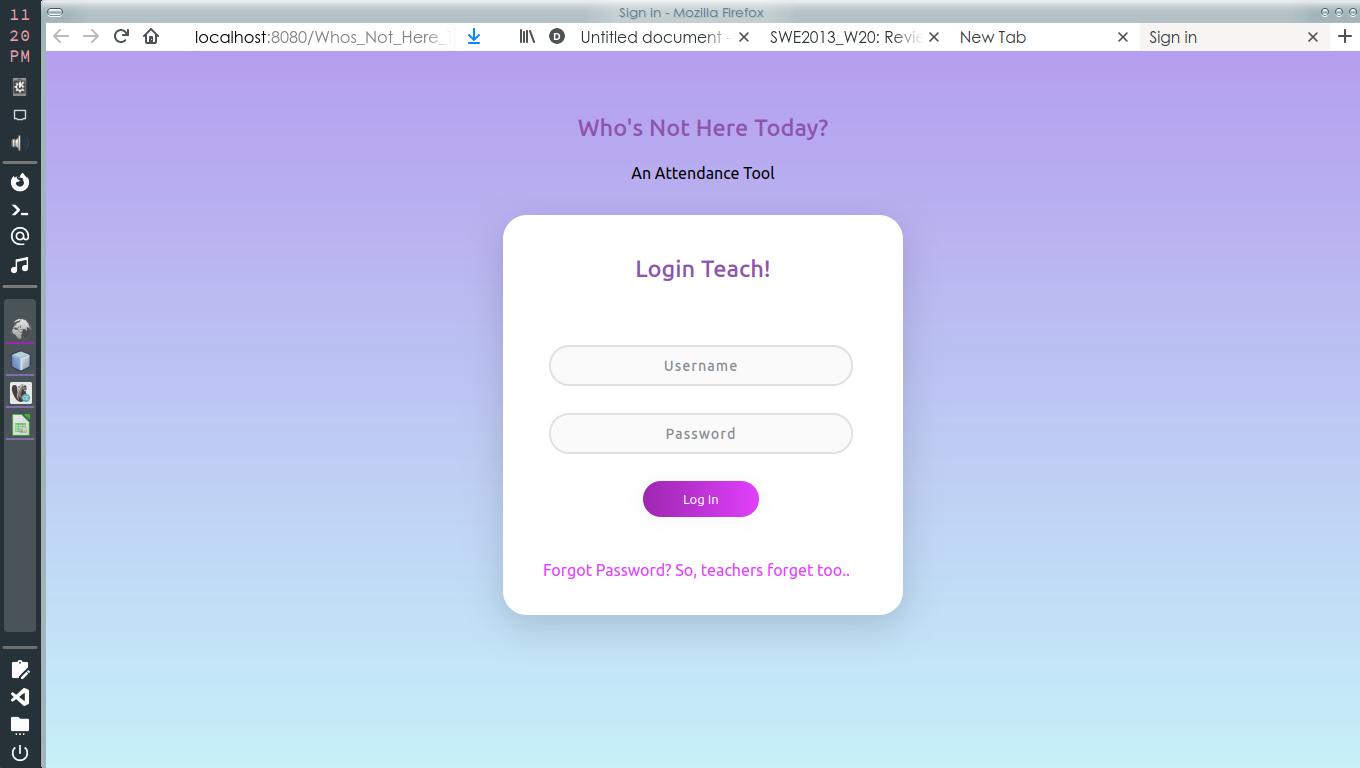 11
20
PM
Sign in - Mozilla Firefox
localhost:8080/Whos_Not_Here_T
Untitled document -
SWE2013_W20: Revie
New Tab
Sign in
Who's Not Here Today?
An Attendance Tool
Login Teach!
Username
Password
Log In
Forgot Password? So, teachers forget too..